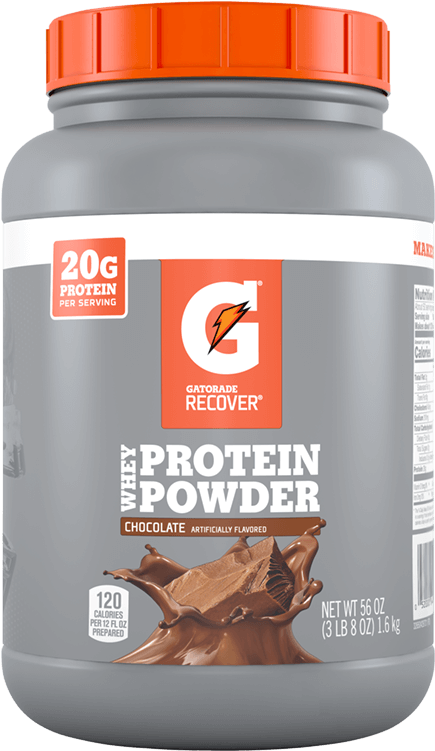 20G
PROTEIN
PER SERVING
G
GATORADE
RECOVER®
WHEY
PROTEIN
POWDER
CHOCOLATE ARTIFICIALLY FLAVORED
120
CALORIES
PER 12 FL OZ
PREPARED
NET WT 56 OZ
(3 LB 8 OZ) 1.6 kg
Calories